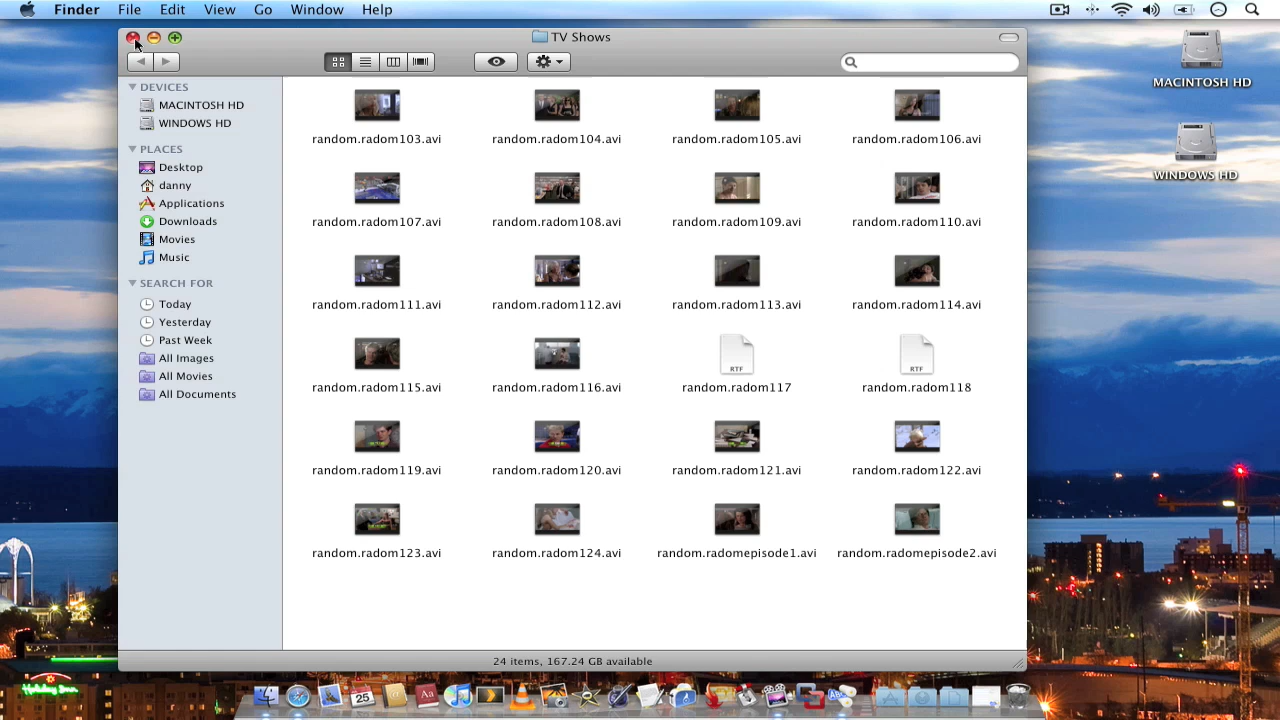 Finder File Edit View Go Window Help
TV Shows
DEVICES
MACINTOSH HD
WINDOWS HD
PLACES
Desktop
danny
Applications
Downloads
Movies
Music
SEARCH FOR
Today
Yesterday
Past Week
All Images
All Movies
All Documents
random.radom103.avi random.radom104.avi random.radom105.avi random.radom106.avi
random.radom107.avi random.radom108.avi random.radom109.avi random.radom110.avi
random.radom111.avi random.radom112.avi random.radom113.avi random.radom114.avi
RTF RTF
random.radom115.avi random.radom116.avi random.radom117 random.radom118
random.radom119.avi random.radom120.avi random.radom121.avi random.radom122.avi
random.radom123.avi random.radom124.avi random.radomepisode1.avi random.radomepisode2.avi
24 items, 167.24 GB available
MACINTOSH HD
WINDOWS HD
Holiday Inn
25
Aa